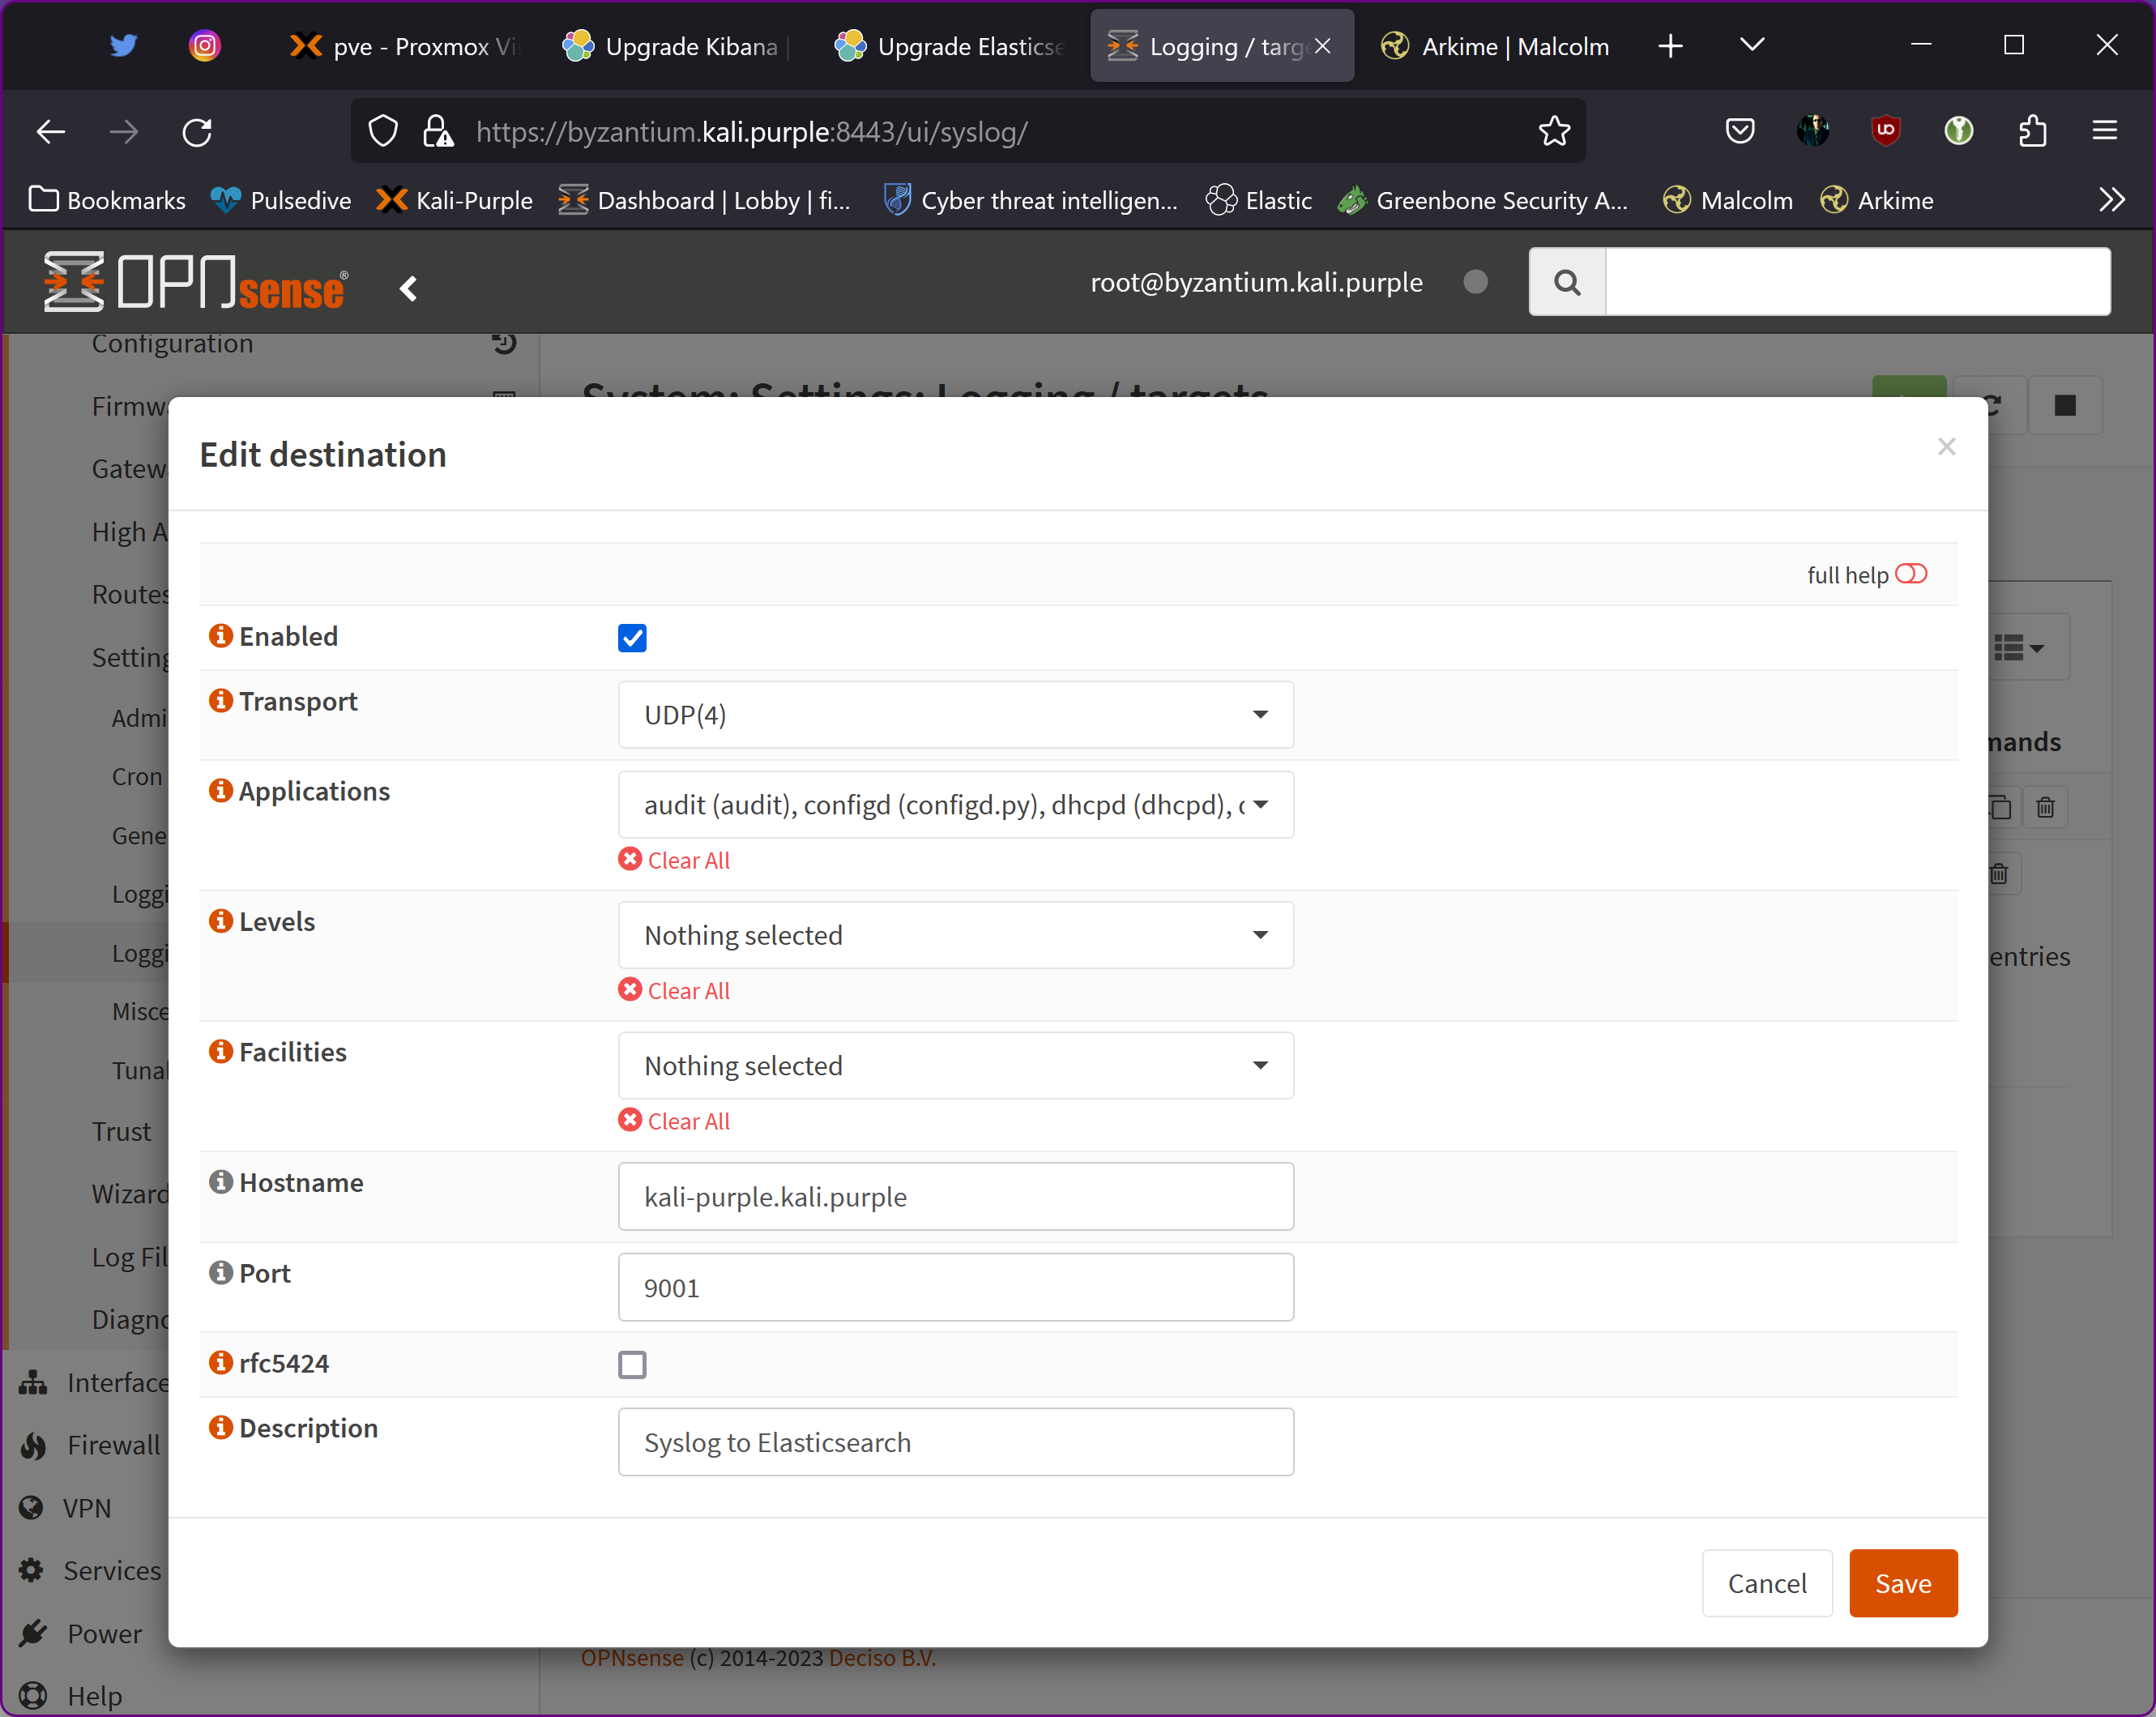 pve - Proxmox Vi
Upgrade Kibana |
Upgrade Elasticse
Logging / targe
Arkime | Malcolm
https://byzantium.kali.purple:8443/ui/syslog/
Bookmarks
Pulsedive
Kali-Purple
Dashboard | Lobby | fi...
Cyber threat intelligen...
Elastic
Greenbone Security A...
Malcolm
Arkime
OPNsense®
root@byzantium.kali.purple
Configuration
System: Settings: Logging / targets
Firmwa
Gatewa
High A
Routes
Setting
Admi
Cron
Gene
Loggi
Loggi
Misce
Tunal
Trust
Wizard
Log Fil
Diagno
Interface
Firewall
VPN
Services
Power
Help
Edit destination
full help
Enabled
Transport
UDP(4)
Applications
audit (audit), configd (configd.py), dhcpd (dhcpd), c
Clear All
Levels
Nothing selected
Clear All
Facilities
Nothing selected
Clear All
Hostname
kali-purple.kali.purple
Port
9001
rfc5424
Description
Syslog to Elasticsearch
Cancel
Save
mands
entries
OPNsense (c) 2014-2023 Deciso B.V.